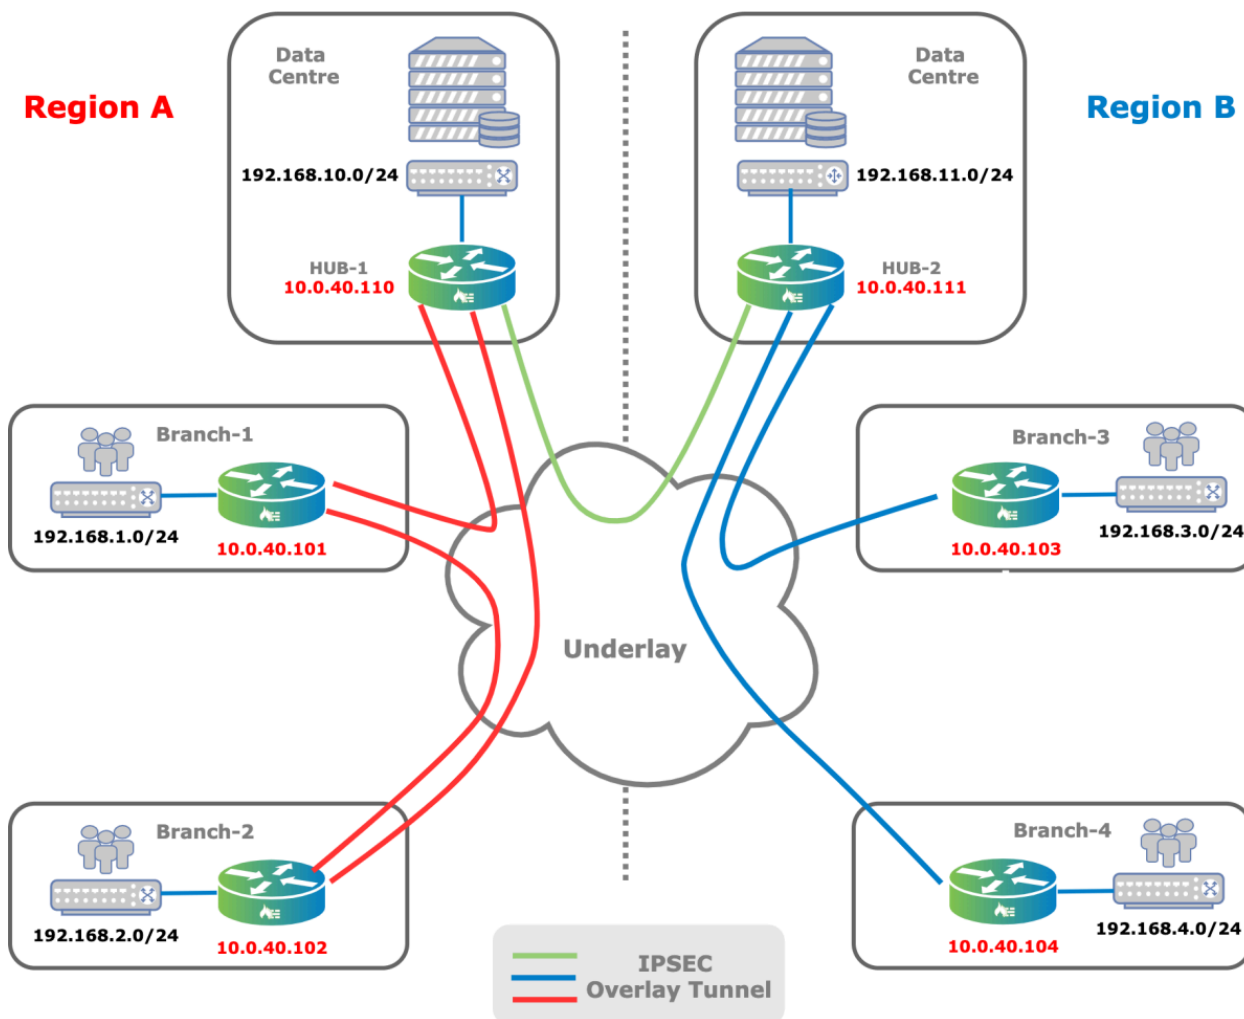 Region A
Data
Centre
192.168.10.0/24
HUB-1
10.0.40.110
Data
Centre
Region B
192.168.11.0/24
HUB-2
10.0.40.111
Branch-1
192.168.1.0/24
10.0.40.101
Branch-3
192.168.3.0/24
10.0.40.103
Underlay
Branch-2
192.168.2.0/24
10.0.40.102
Branch-4
192.168.4.0/24
10.0.40.104
IPSEC
Overlay Tunnel